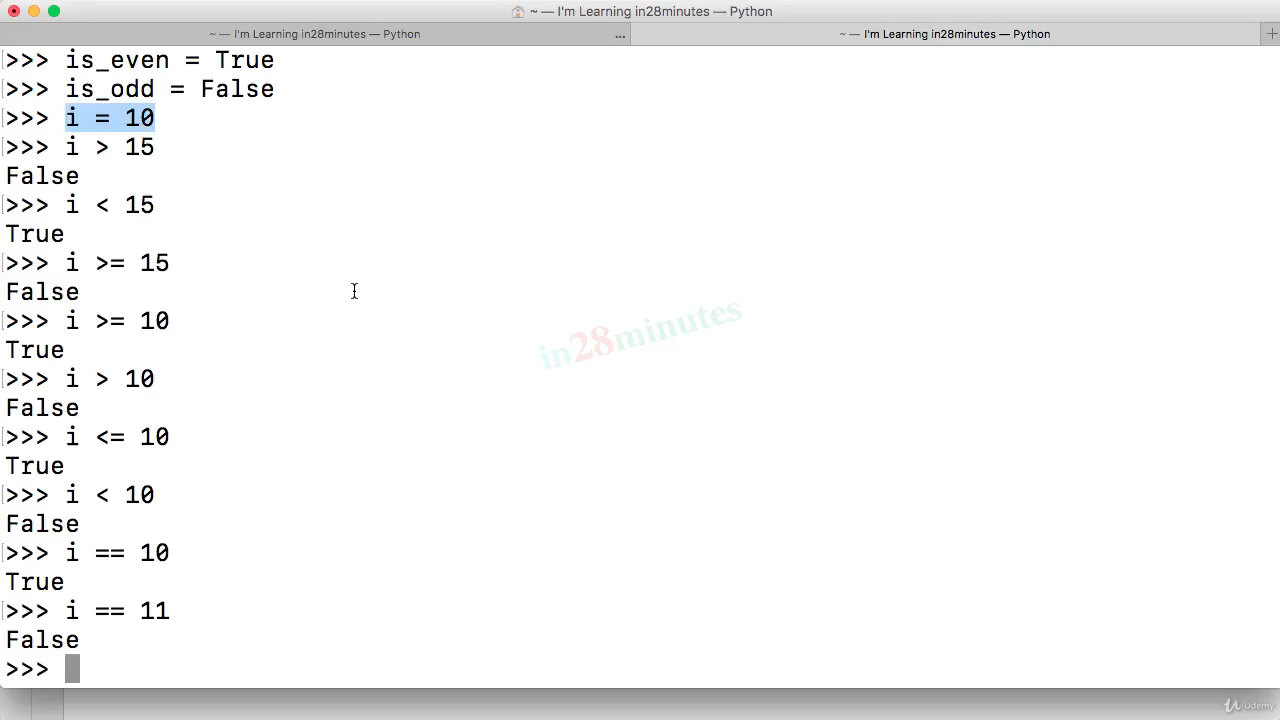 ~ — I'm Learning in28minutes — Python
~ — I'm Learning in28minutes — Python ...
~ — I'm Learning in28minutes — Python +
>>> is_even = True
>>> is_odd = False
>>> i = 10
>>> i > 15
False
>>> i < 15
True
>>> i >= 15
False
>>> i >= 10
True
>>> i > 10
False
>>> i <= 10
True
>>> i < 10
False
>>> i == 10
True
>>> i == 11
False
>>>
in28minutes
Udemy